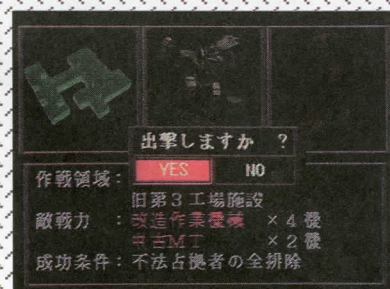 出撃しますか ?
YES NO
作戦領域:
旧第3工場施設
敵戦力 :改造作業機械 ×4機
中古MT ×2機
成功条件:不法占拠者の全排除